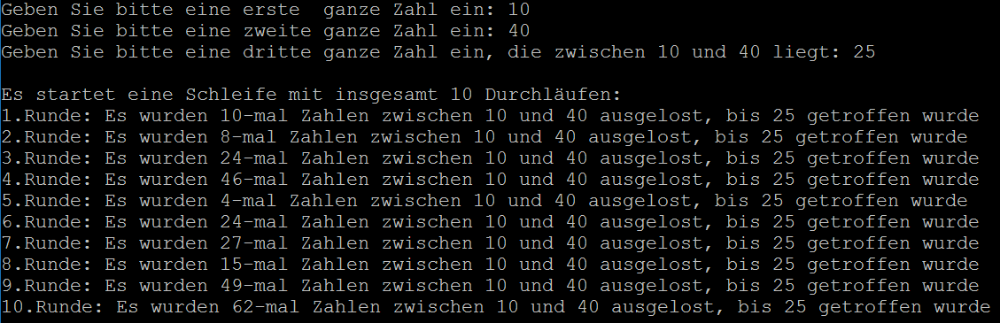 Geben Sie bitte eine erste  ganze Zahl ein: 10
Geben Sie bitte eine zweite ganze Zahl ein: 40
Geben Sie bitte eine dritte ganze Zahl ein, die zwischen 10 und 40 liegt: 25
Es startet eine Schleife mit insgesamt 10 Durchläufen:
1.Runde: Es wurden 10-mal Zahlen zwischen 10 und 40 ausgelost, bis 25 getroffen wurde
2.Runde: Es wurden 8-mal Zahlen zwischen 10 und 40 ausgelost, bis 25 getroffen wurde
3.Runde: Es wurden 24-mal Zahlen zwischen 10 und 40 ausgelost, bis 25 getroffen wurde
4.Runde: Es wurden 46-mal Zahlen zwischen 10 und 40 ausgelost, bis 25 getroffen wurde
5.Runde: Es wurden 4-mal Zahlen zwischen 10 und 40 ausgelost, bis 25 getroffen wurde
6.Runde: Es wurden 24-mal Zahlen zwischen 10 und 40 ausgelost, bis 25 getroffen wurde
7.Runde: Es wurden 27-mal Zahlen zwischen 10 und 40 ausgelost, bis 25 getroffen wurde
8.Runde: Es wurden 15-mal Zahlen zwischen 10 und 40 ausgelost, bis 25 getroffen wurde
9.Runde: Es wurden 49-mal Zahlen zwischen 10 und 40 ausgelost, bis 25 getroffen wurde
10.Runde: Es wurden 62-mal Zahlen zwischen 10 und 40 ausgelost, bis 25 getroffen wurde